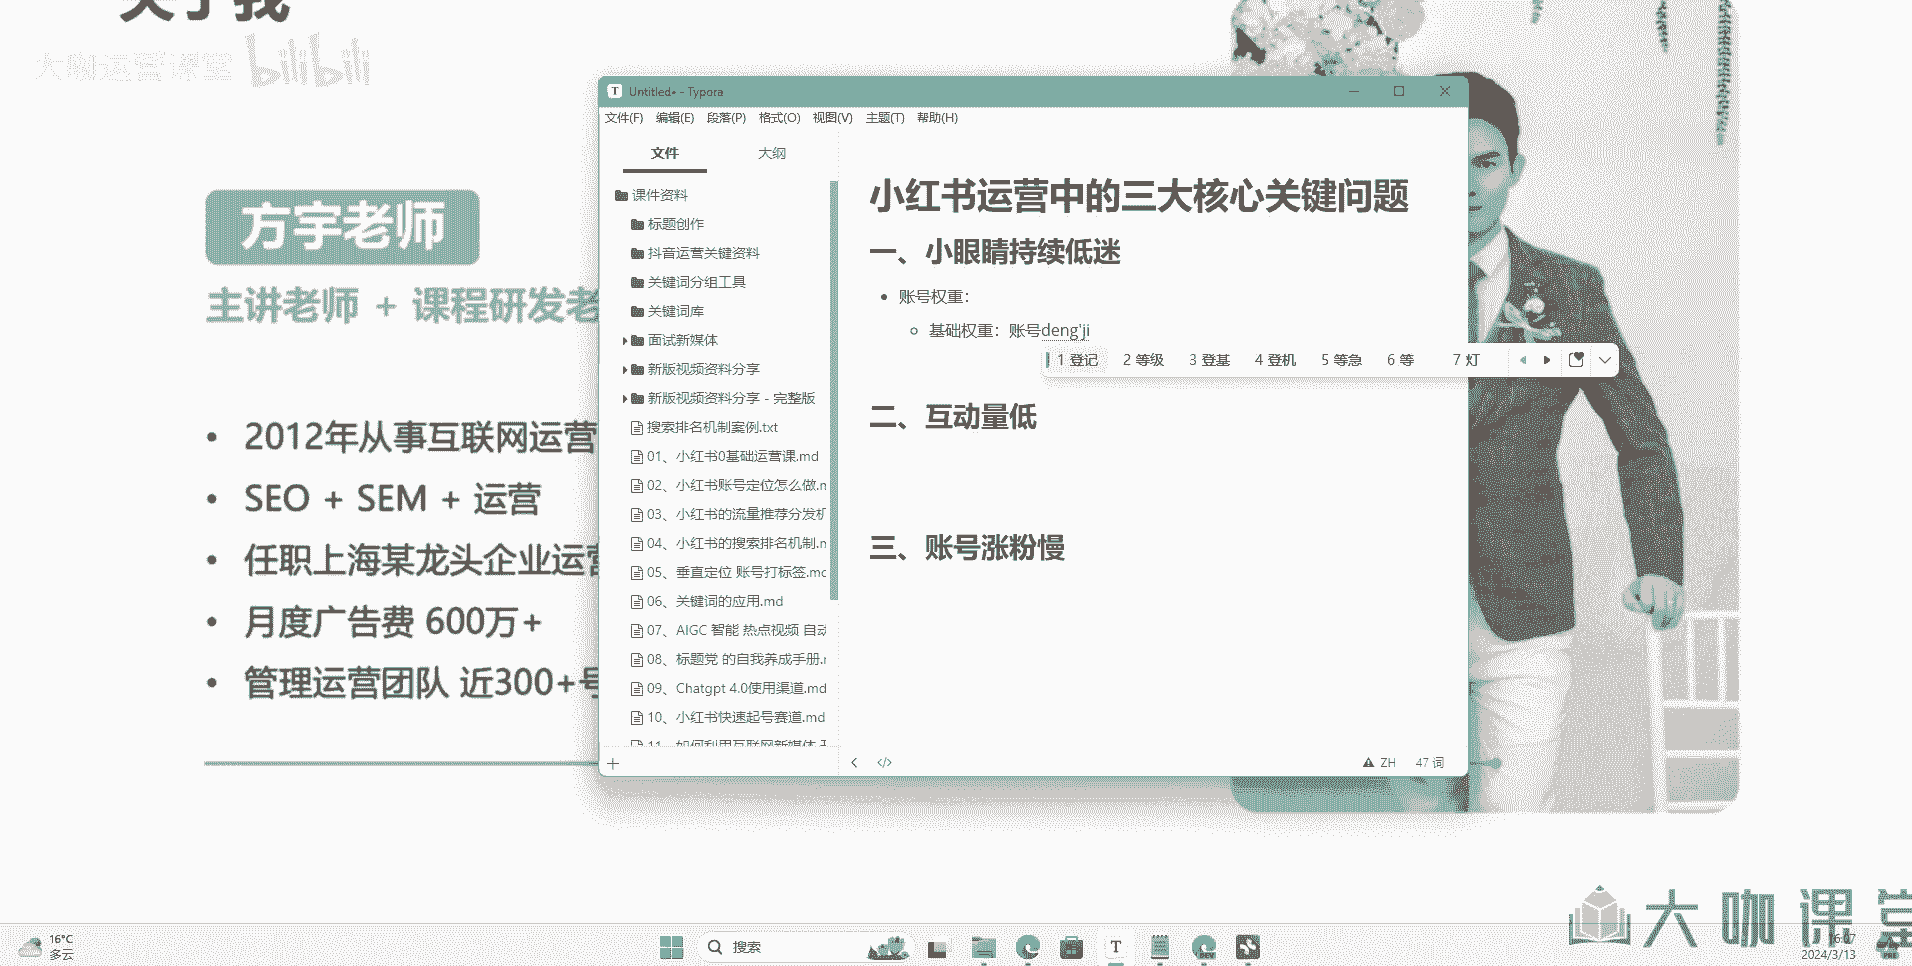 关于我
大咖运营课堂 bilibili
方宇老师
主讲老师 + 课程研发老
• 2012年从事互联网运营
• SEO + SEM + 运营
• 任职上海某龙头企业运营
• 月度广告费 600万+
• 管理运营团队 近300+号
Untitled• - Typora
文件(F) 编辑(E) 段落(P) 格式(O) 视图(V) 主题(T) 帮助(H)
文件 大纲
课件资料
标题创作
抖音运营关键资料
关键词分组工具
关键词库
面试新媒体
新版视频资料分享
新版视频资料分享 - 完整版
搜索排名机制案例.txt
01、小红书0基础运营课.md
02、小红书账号定位怎么做.m
03、小红书的流量推荐分发机
04、小红书的搜索排名机制.m
05、垂直定位 账号打标签.md
06、关键词的应用.md
07、AIGC 智能 热点视频 自动
08、标题党 的自我养成手册.m
09、Chatgpt 4.0使用渠道.md
10、小红书快速起号赛道.md
11、如何利用互联网新媒体
小红书运营中的三大核心关键问题
一、小眼睛持续低迷
• 账号权重：
基础权重：账号deng'ji
1 登记 2 等级 3 登基 4 登机 5 等急 6 等 7 灯
二、互动量低
三、账号涨粉慢
ZH 47 词
大咖课堂
16°C
多云
搜索
T
DEV
16:07
2024/3/13
PRE